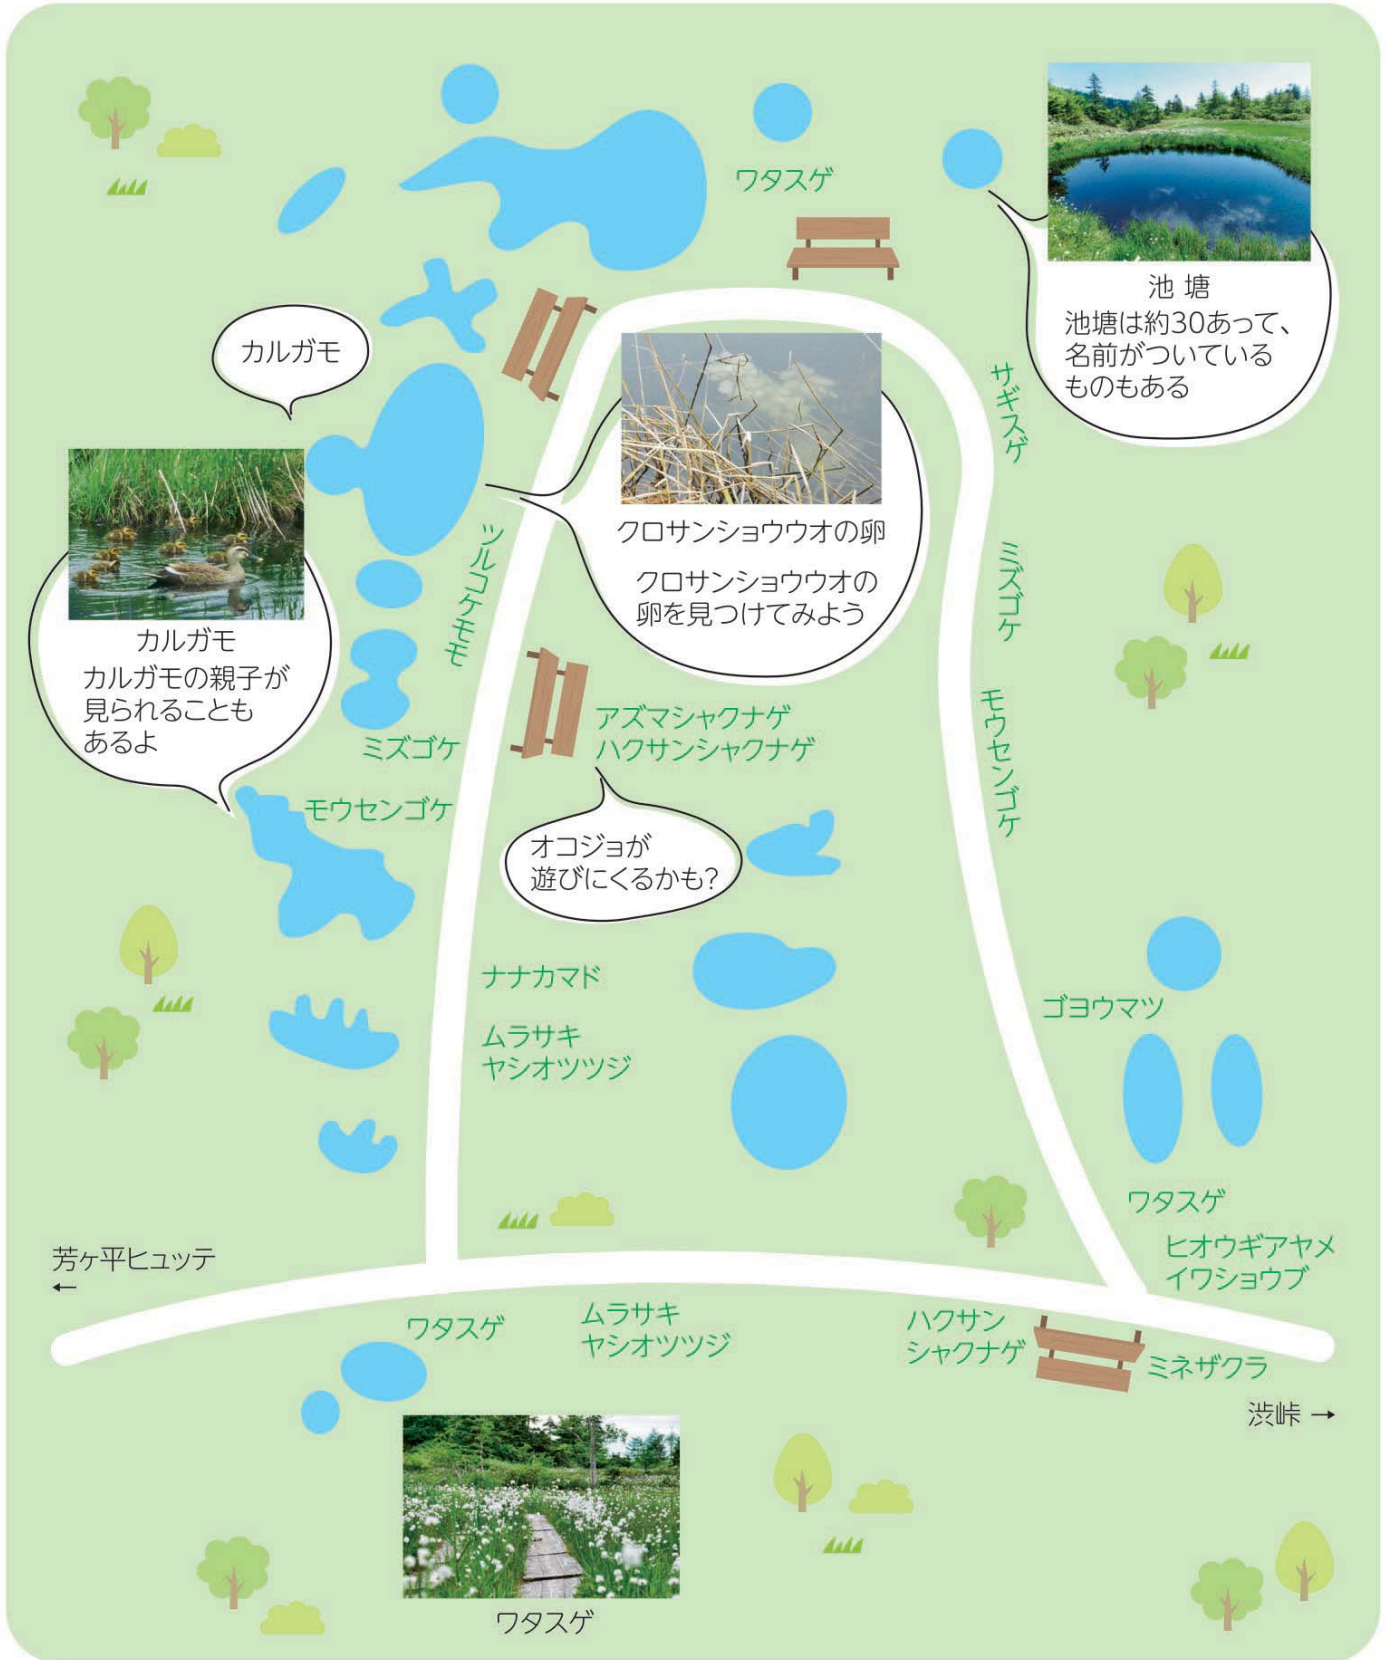 ワタスゲ
池塘
池塘は約30あって、
名前がついている
ものもある
カルガモ
サギスゲ
クロサンショウウオの卵
クロサンショウウオの
卵を見つけてみよう
ツルコケモモ
ミズゴケ
カルガモ
カルガモの親子が
見られることも
あるよ
アズマシャクナゲ
ハクサンシャクナゲ
モウセンゴケ
ミズゴケ
モウセンゴケ
オコジョが
遊びにくるかも?
ナナカマド
ゴヨウマツ
ムラサキ
ヤシオツツジ
ワタスゲ
ヒオウギアヤメ
イワショウブ
芳ヶ平ヒュッテ
←
ワタスゲ
ムラサキ
ヤシオツツジ
ハクサン
シャクナゲ
ミネザクラ
渋峠 →
ワタスゲ